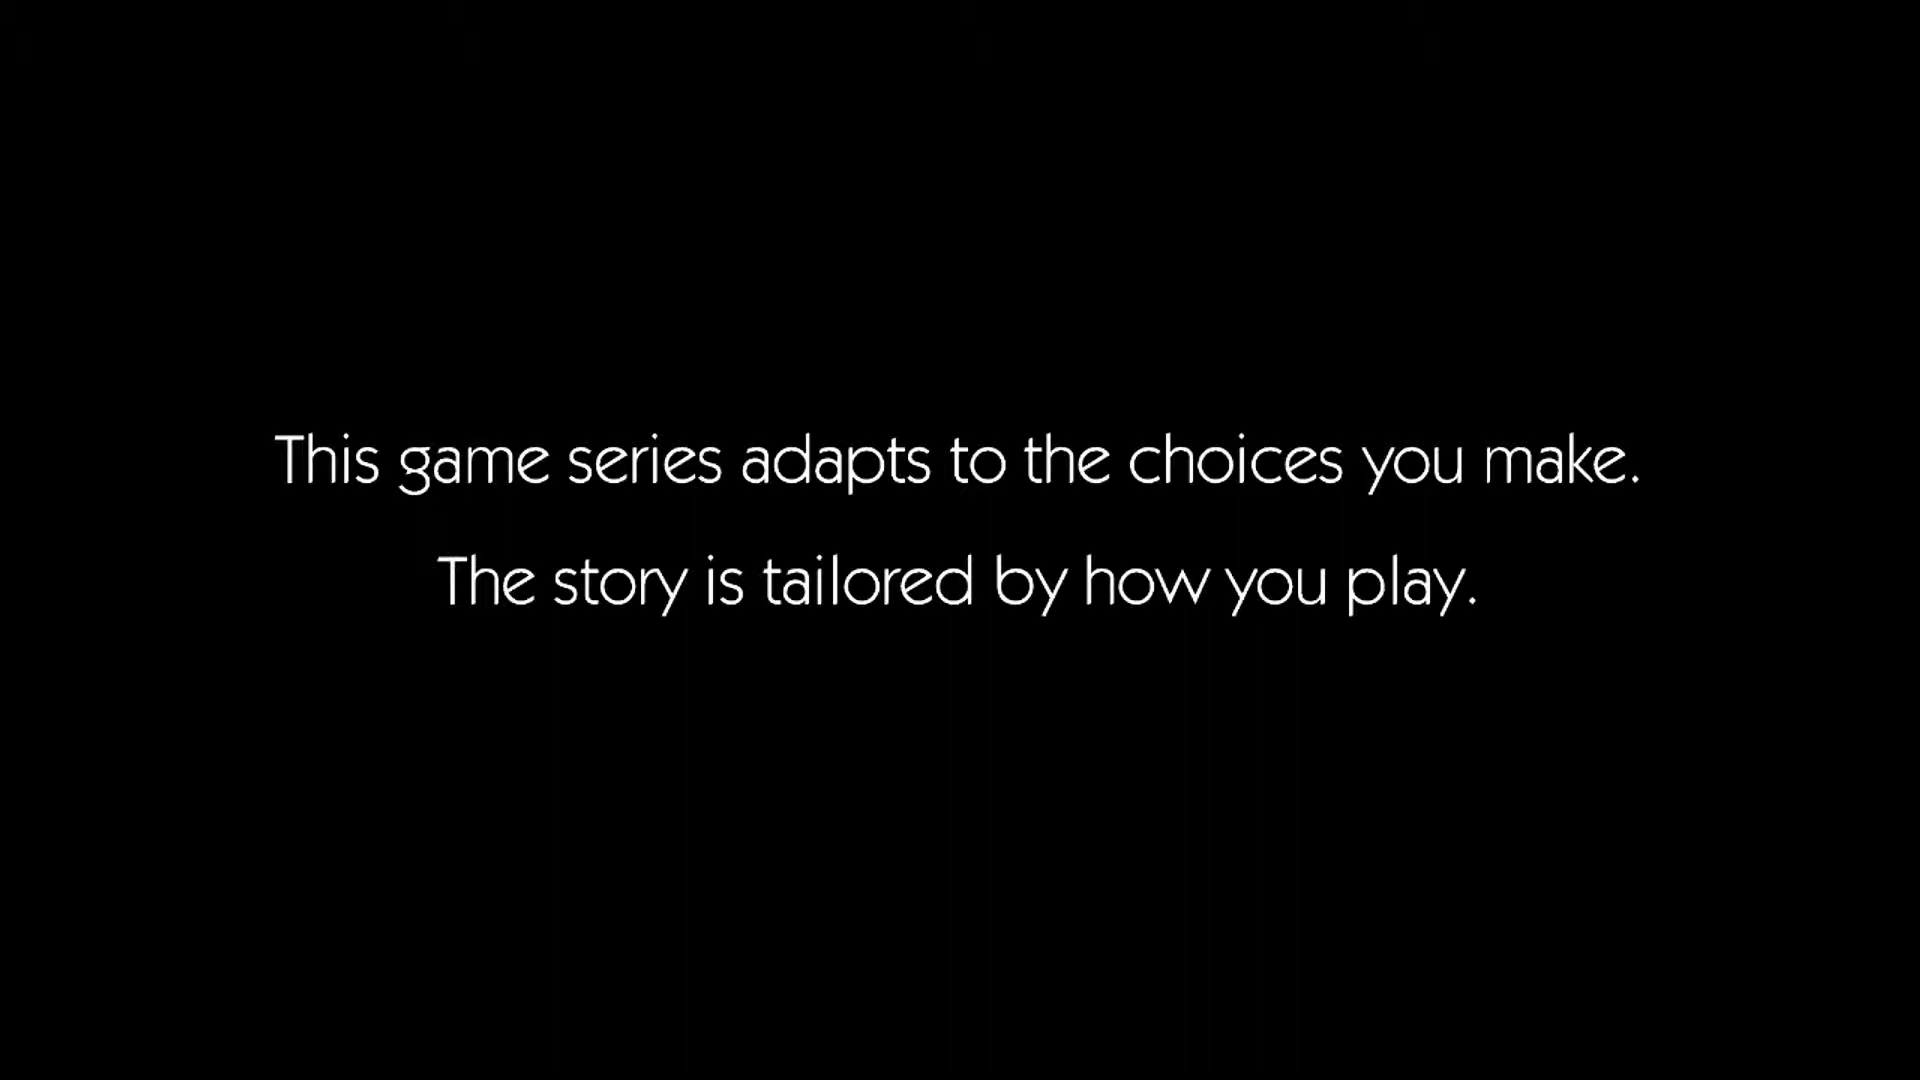 This game series adapts to the choices you make.
The story is tailored by how you play.